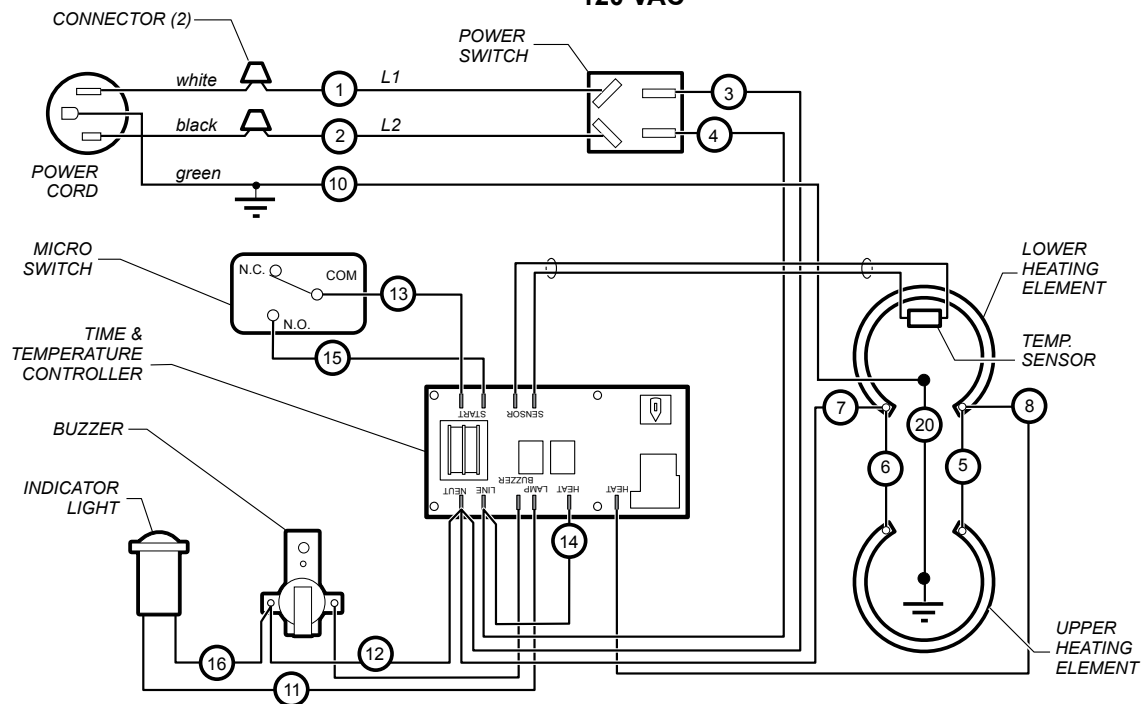 120 VAC
CONNECTOR (2)
POWER
SWITCH
white
1
L1
3
black
2
L2
4
POWER
CORD
green
10
MICRO
SWITCH
N.C.
COM
13
N.O.
15
LOWER
HEATING
ELEMENT
TEMP.
SENSOR
TIME &
TEMPERATURE
CONTROLLER
START
SENSOR
7
8
20
6
5
BUZZER
NEUT
LINE
BUZZER
LAMP
HEAT
HEAT
14
INDICATOR
LIGHT
16
12
11
UPPER
HEATING
ELEMENT